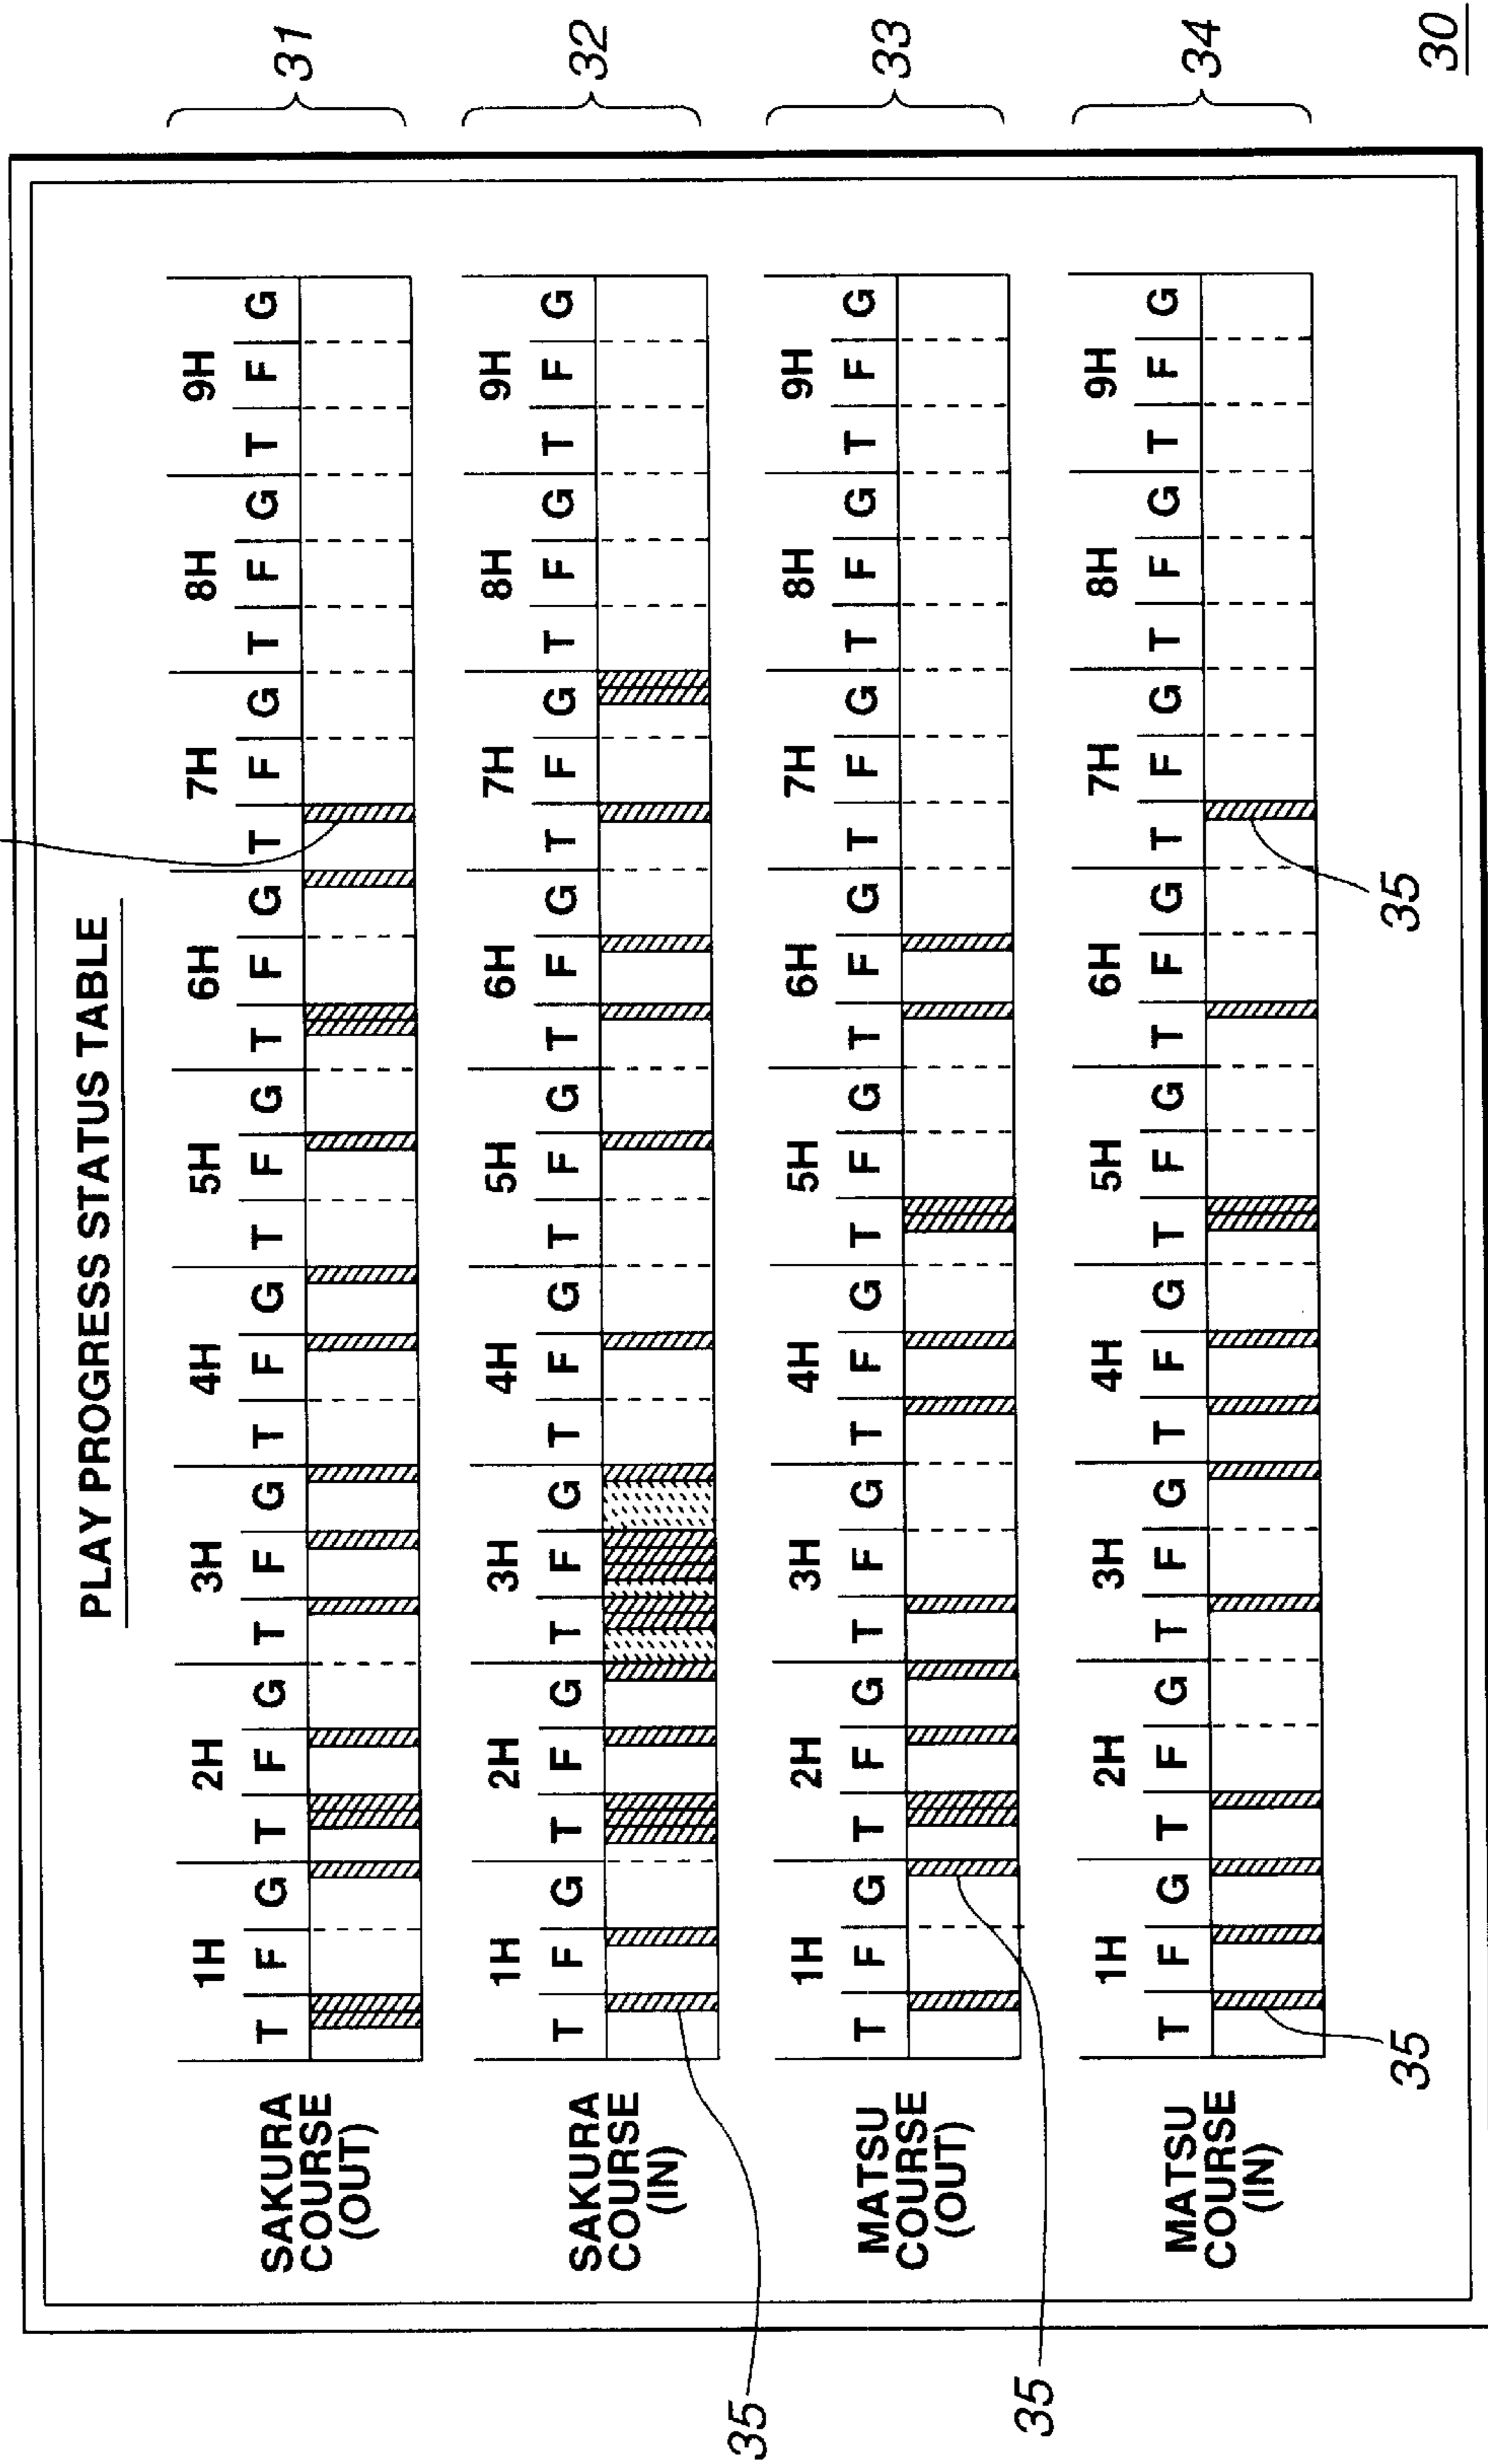 PLAY PROGRESS STATUS TABLE
SAKURA
COURSE
(OUT)
1H 2H 3H 4H 5H 6H 7H 8H 9H
T F G T F G T F G T F G T F G T F G T F G T F G T F G
31
SAKURA
COURSE
(IN)
1H 2H 3H 4H 5H 6H 7H 8H 9H
T F G T F G T F G T F G T F G T F G T F G T F G T F G
32
35
MATSU
COURSE
(OUT)
1H 2H 3H 4H 5H 6H 7H 8H 9H
T F G T F G T F G T F G T F G T F G T F G T F G T F G
33
35
MATSU
COURSE
(IN)
1H 2H 3H 4H 5H 6H 7H 8H 9H
T F G T F G T F G T F G T F G T F G T F G T F G T F G
34
35
35
30